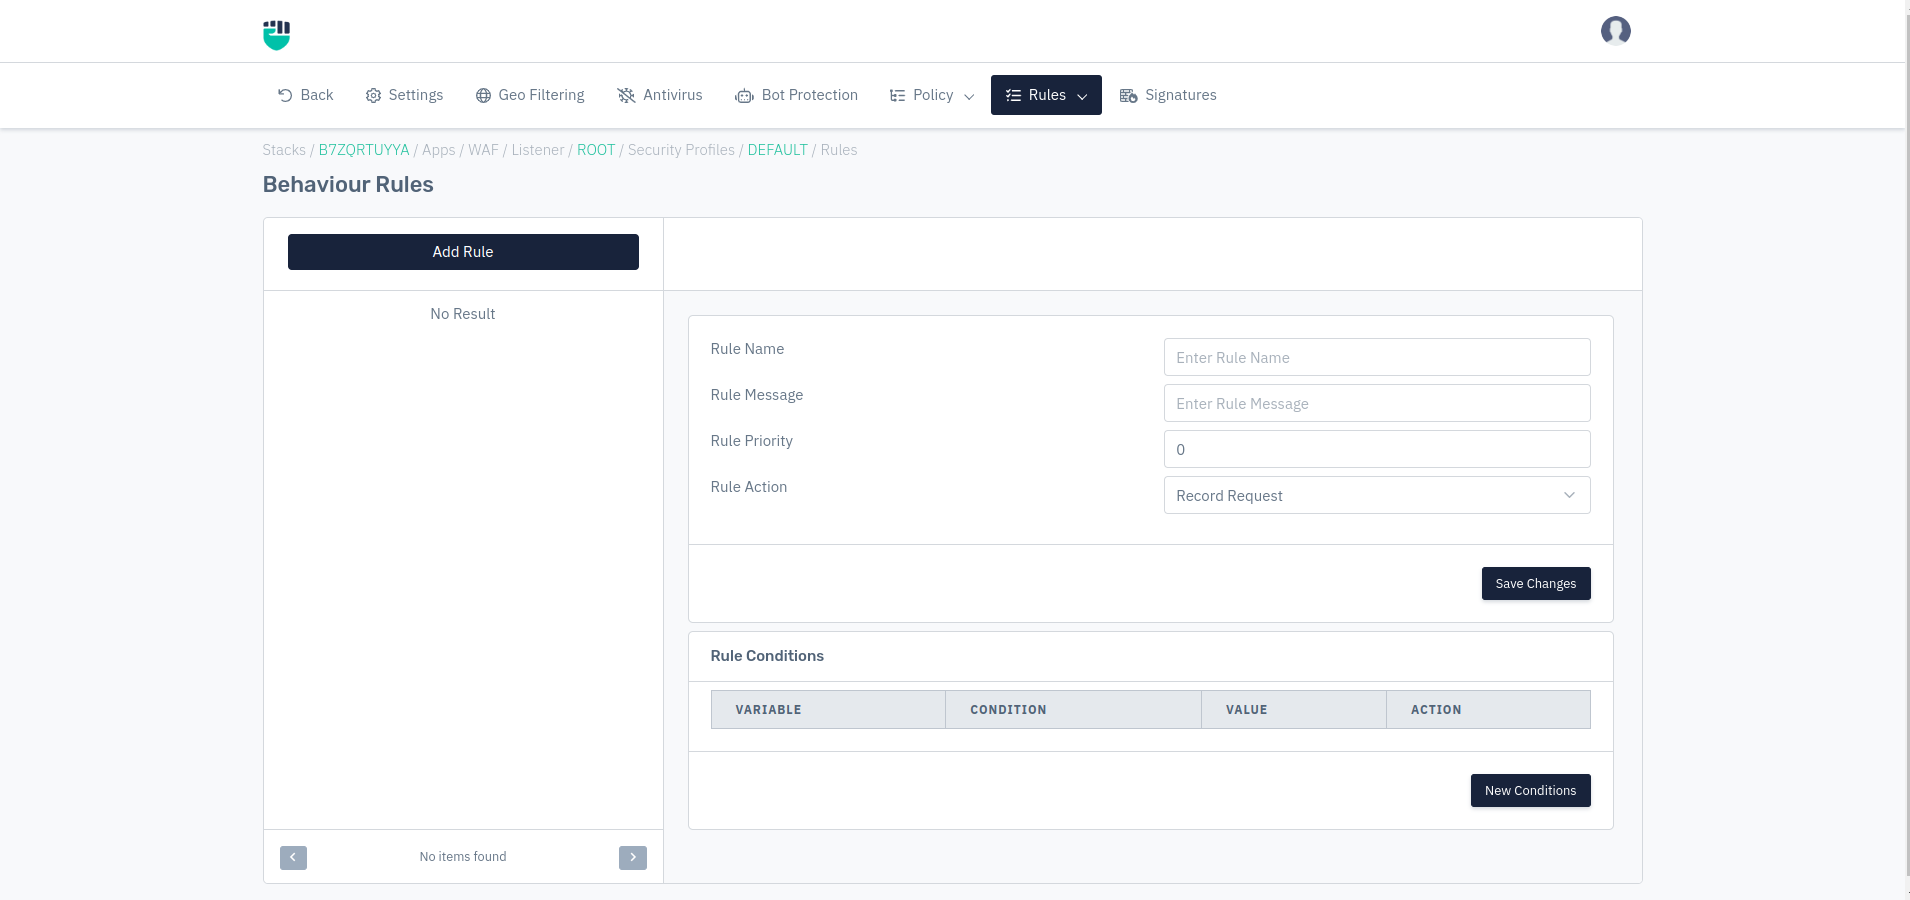 Back Settings Geo Filtering Antivirus Bot Protection Policy Rules Signatures
Stacks / B7ZQRTUYYA / Apps / WAF / Listener / ROOT / Security Profiles / DEFAULT / Rules
Behaviour Rules
Add Rule
No Result
Rule Name
Enter Rule Name
Rule Message
Enter Rule Message
Rule Priority
0
Rule Action
Record Request
Save Changes
Rule Conditions
VARIABLE CONDITION VALUE ACTION
New Conditions
No items found